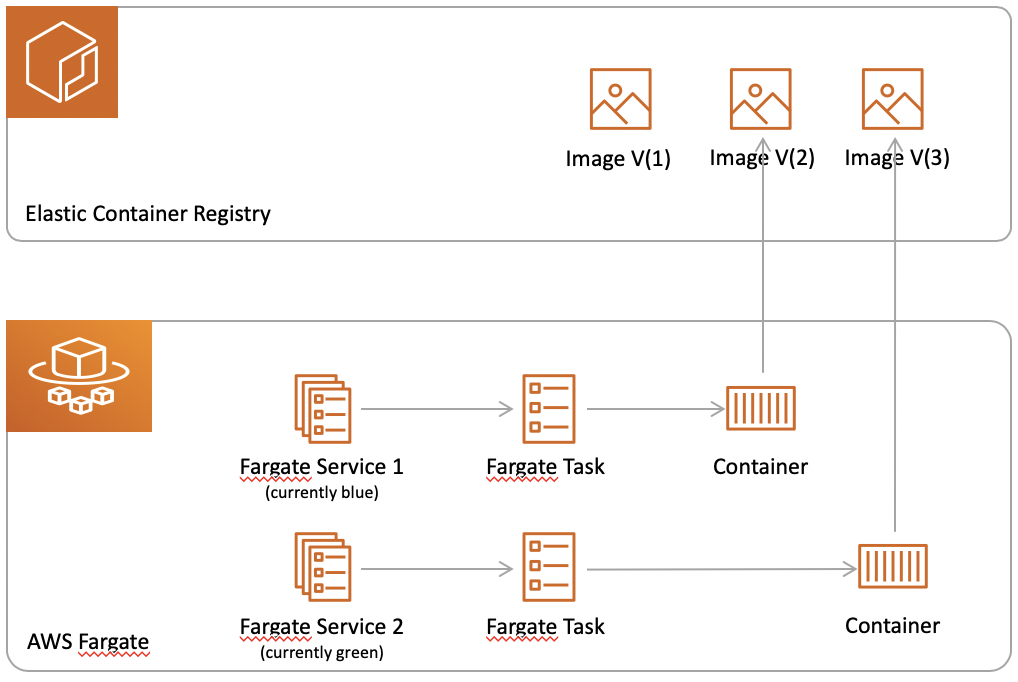 Image V(1)
Image V(2)
Image V(3)
Elastic Container Registry
Fargate Service 1
(currently blue)
Fargate Task
Container
Fargate Service 2
(currently green)
Fargate Task
Container
AWS Fargate